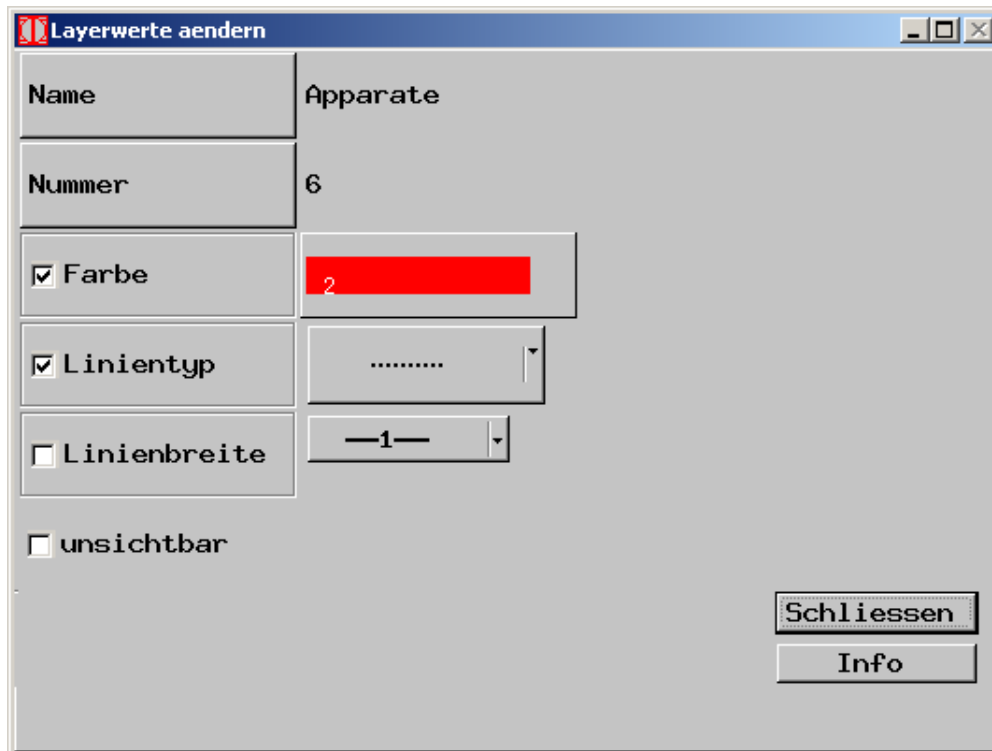 Layerwerte aendern
Name Apparate
Nummer 6
Farbe 2
Linientyp
Linienbreite 1
unsichtbar
Schliessen
Info